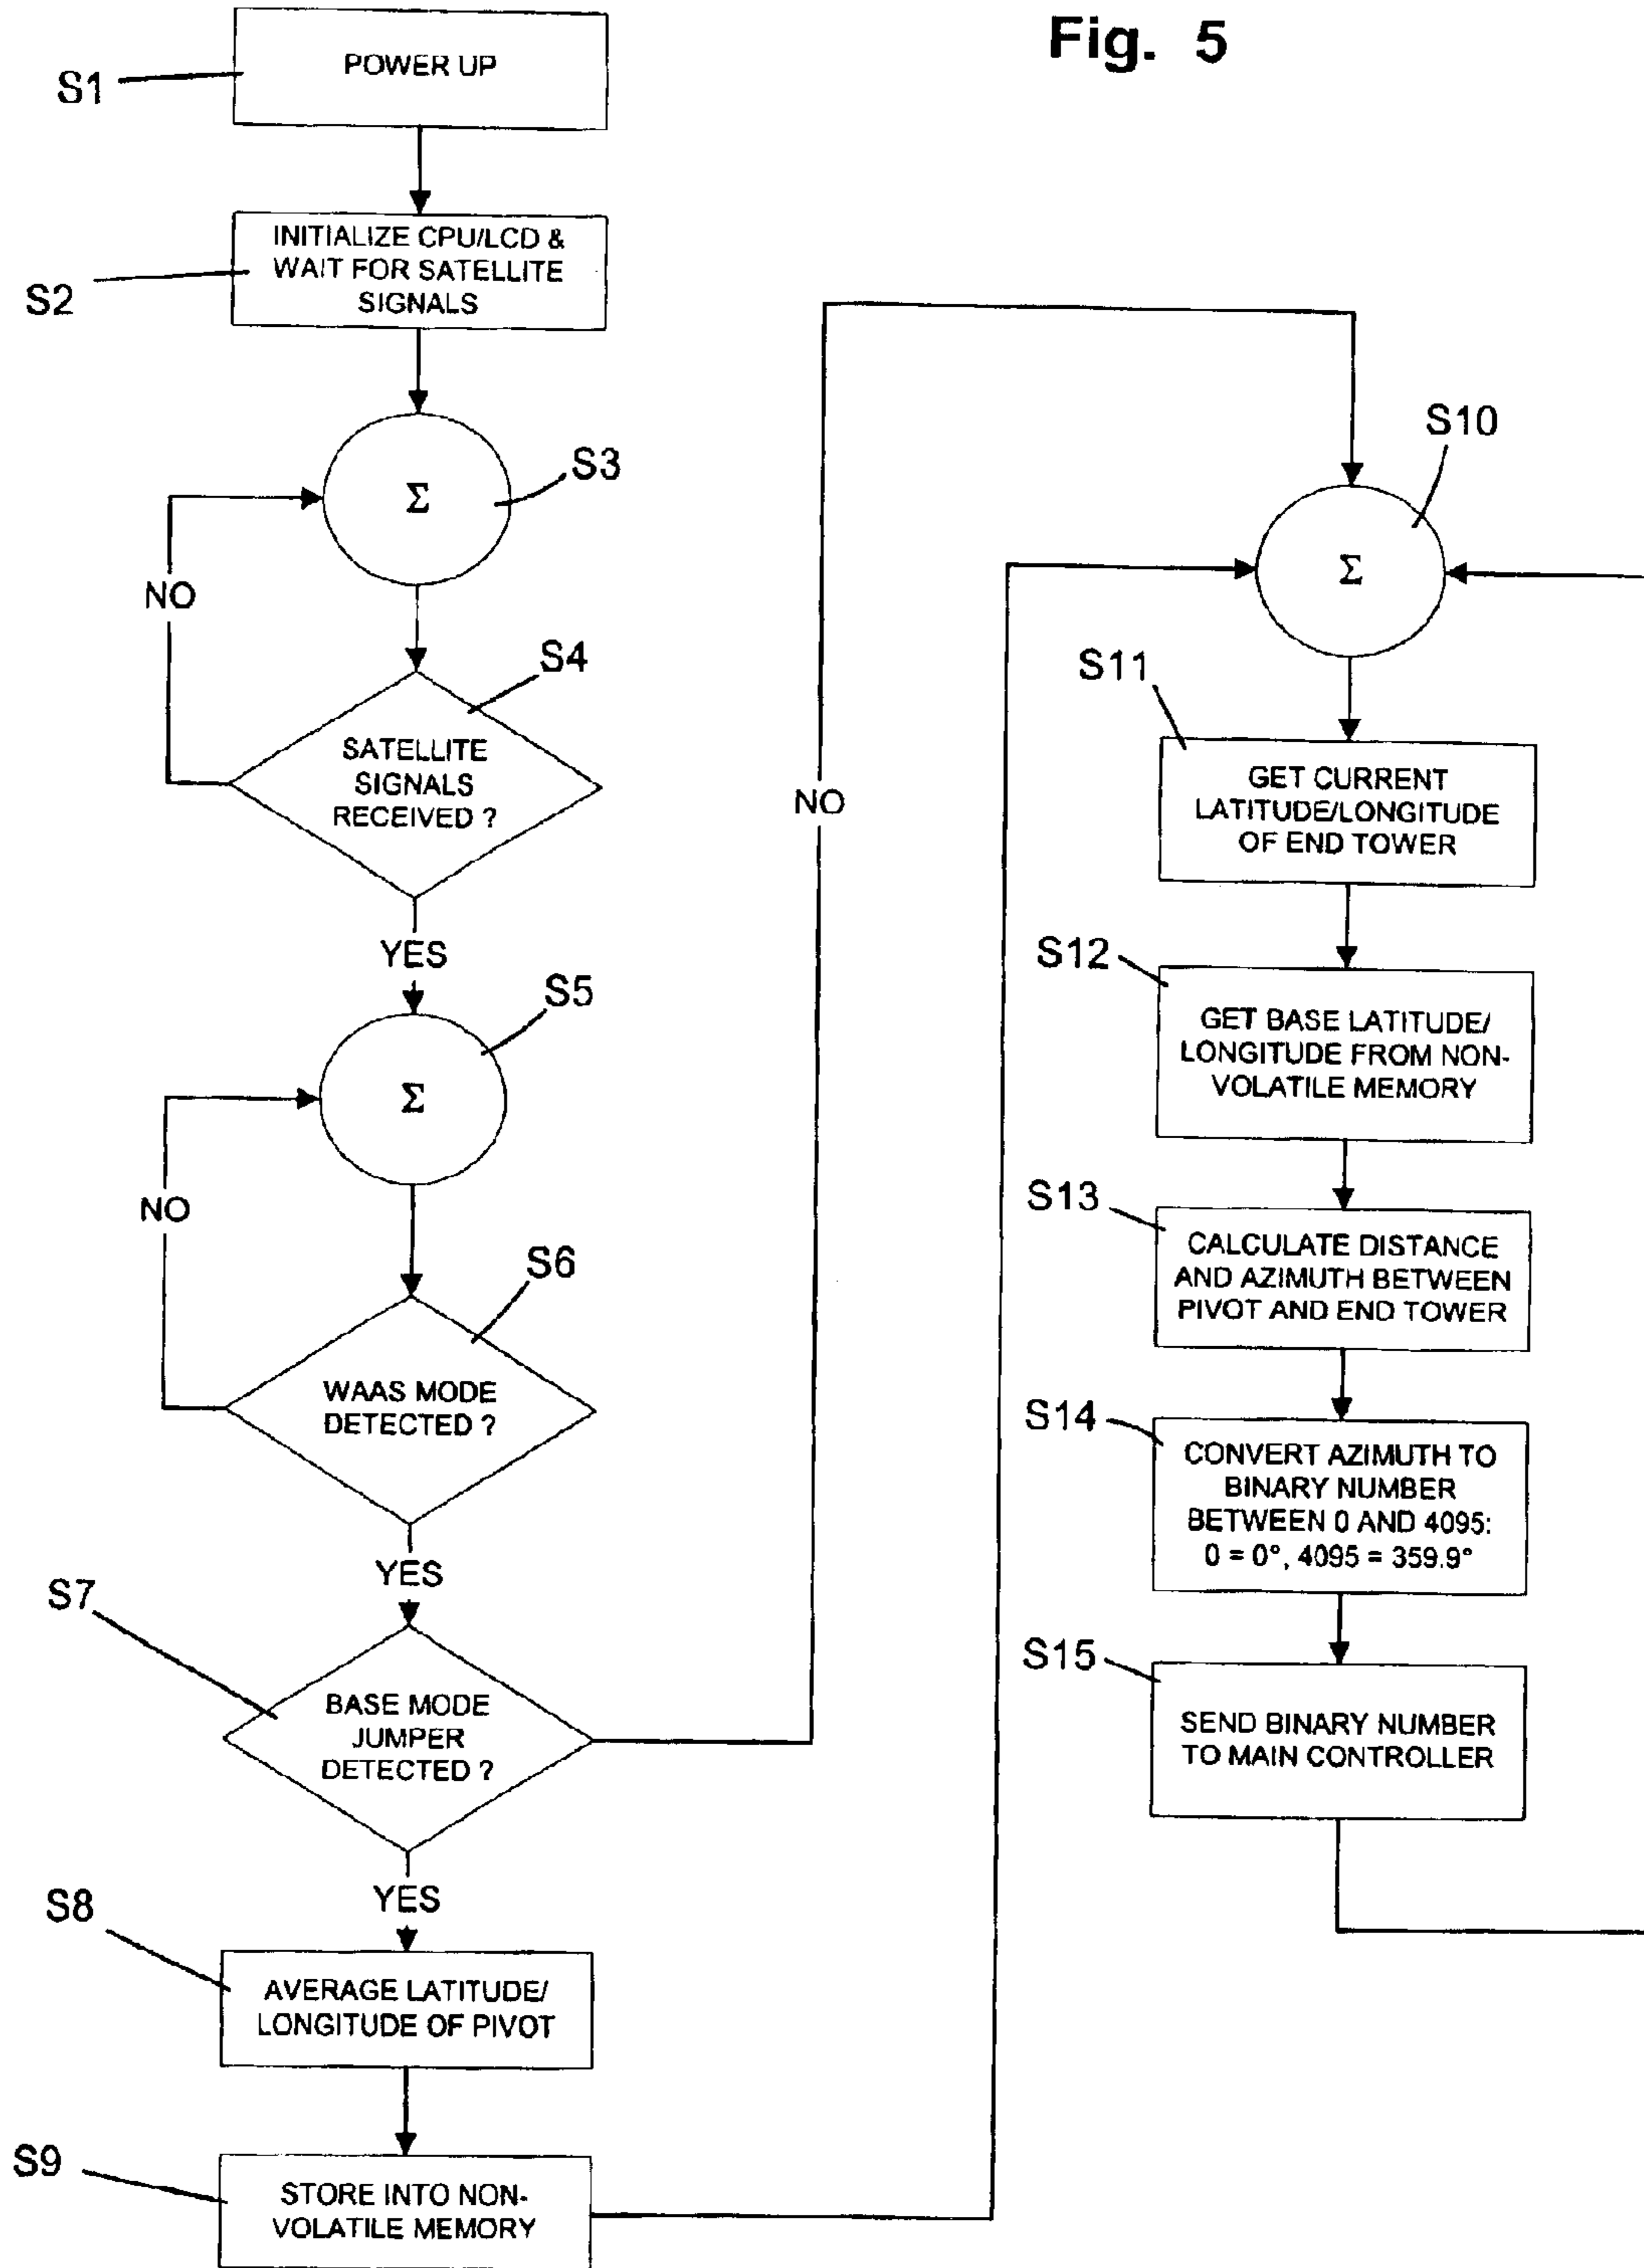 Fig. 5
S1
POWER UP
S2
INITIALIZE CPU/LCD &
WAIT FOR SATELLITE
SIGNALS
S3
Σ
NO
S4
SATELLITE
SIGNALS
RECEIVED ?
YES
S5
Σ
NO
S6
WAAS MODE
DETECTED ?
YES
S7
BASE MODE
JUMPER
DETECTED ?
NO
YES
S8
AVERAGE LATITUDE/
LONGITUDE OF PIVOT
S9
STORE INTO NON-
VOLATILE MEMORY
S10
Σ
S11
GET CURRENT
LATITUDE/LONGITUDE
OF END TOWER
S12
GET BASE LATITUDE/
LONGITUDE FROM NON-
VOLATILE MEMORY
S13
CALCULATE DISTANCE
AND AZIMUTH BETWEEN
PIVOT AND END TOWER
S14
CONVERT AZIMUTH TO
BINARY NUMBER
BETWEEN 0 AND 4095:
0 = 0°, 4095 = 359.9°
S15
SEND BINARY NUMBER
TO MAIN CONTROLLER